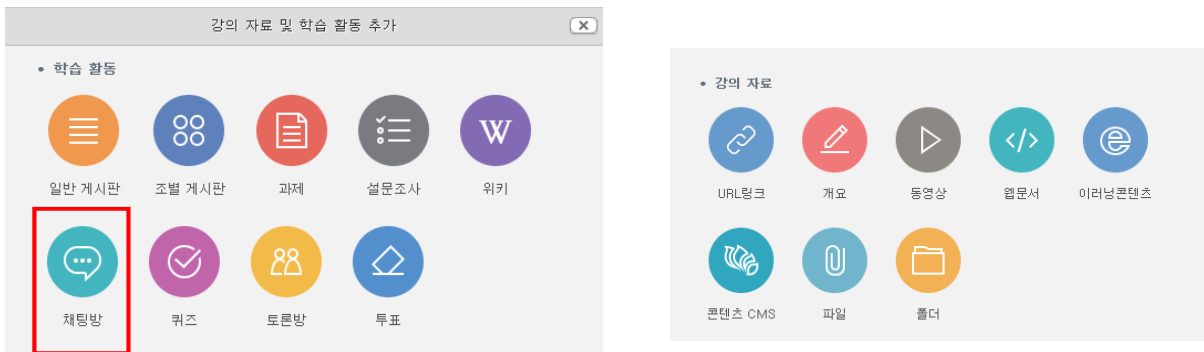 강의 자료 및 학습 활동 추가
• 학습 활동
일반 게시판
조별 게시판
과제
설문조사
W
위키
채팅방
퀴즈
토론방
투표
• 강의 자료
URL링크
개요
동영상
</>
웹문서
e
이러닝콘텐츠
콘텐츠 CMS
파일
폴더